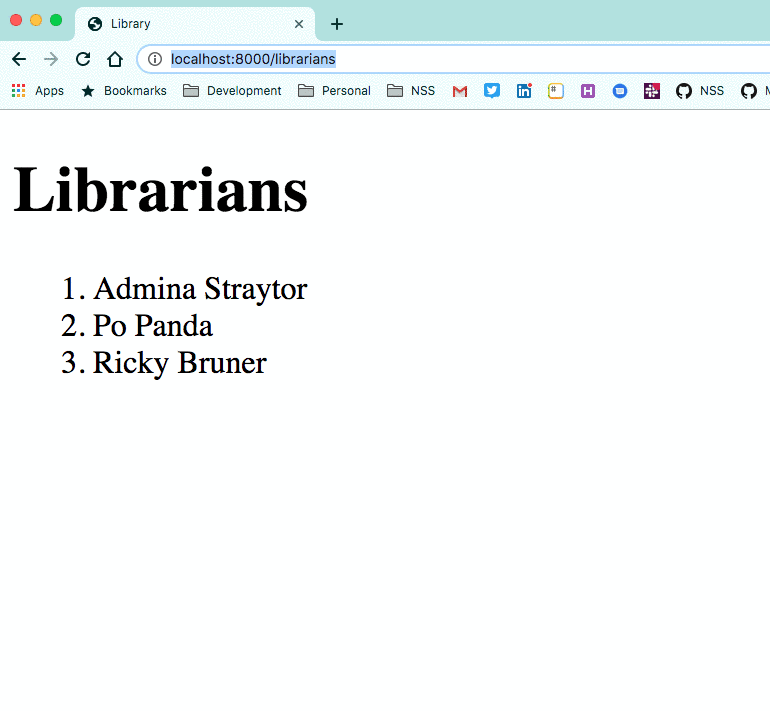 Library
localhost:8000/librarians
Apps Bookmarks Development Personal NSS NSS
Librarians
1. Admina Straytor
2. Po Panda
3. Ricky Bruner